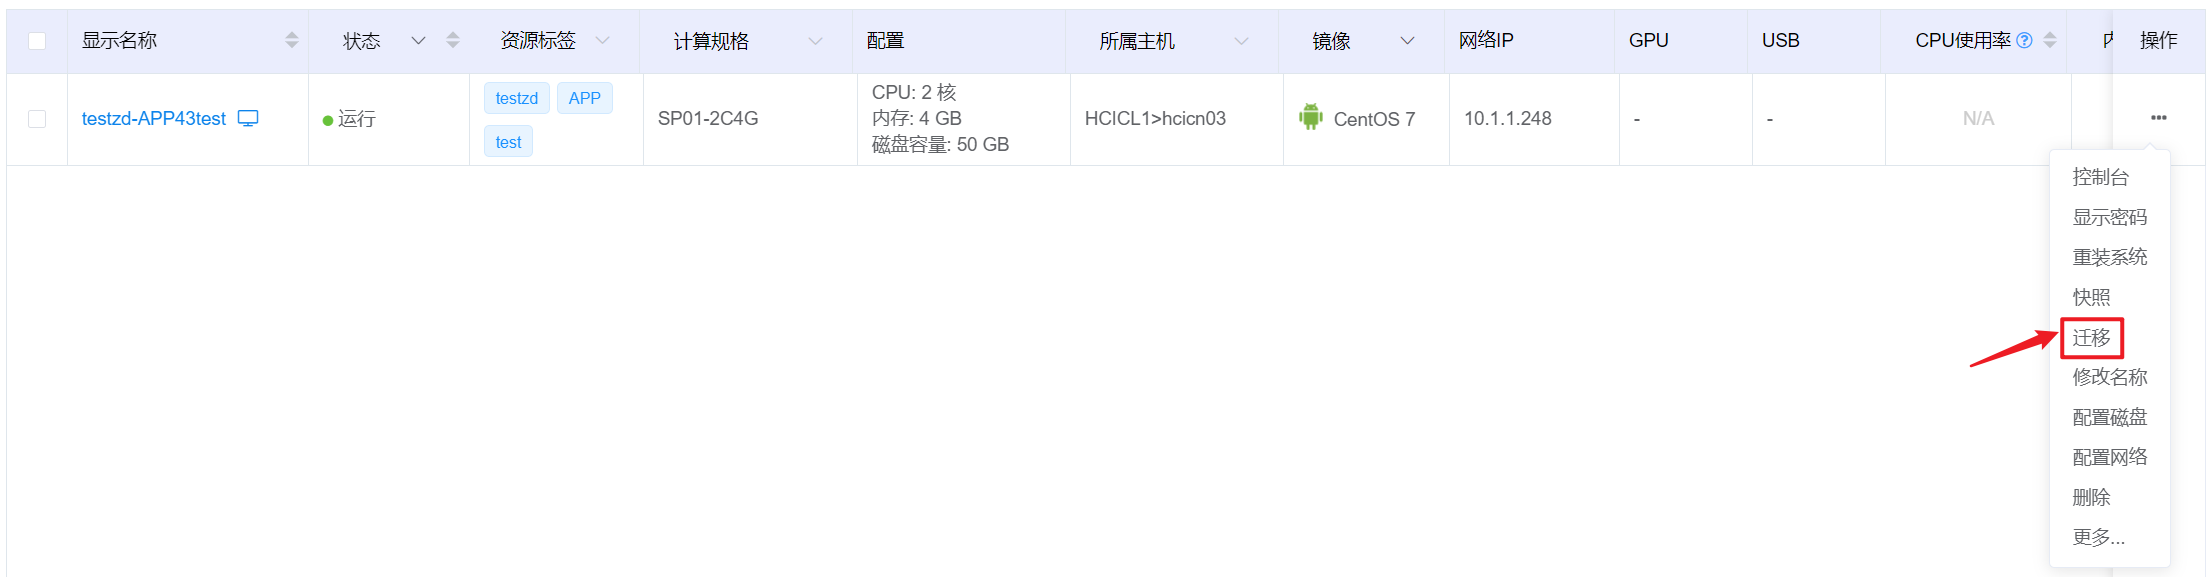 显示名称 状态 资源标签 计算规格 配置 所属主机 镜像 网络IP GPU USB CPU使用率 操作
testzd-APP43test 运行 testzd APP test SP01-2C4G CPU: 2 核 内存: 4 GB 磁盘容量: 50 GB HCICL1>hcicn03 CentOS 7 10.1.1.248 - - N/A
控制台
显示密码
重装系统
快照
迁移
修改名称
配置磁盘
配置网络
删除
更多...